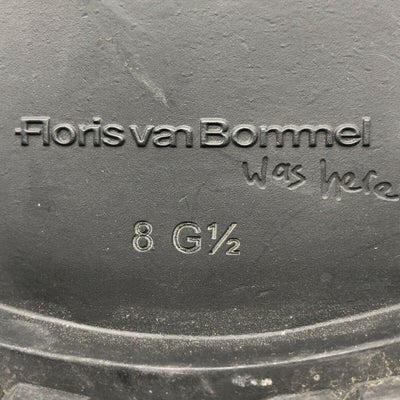 Floris van Bommel
was here
8 G½